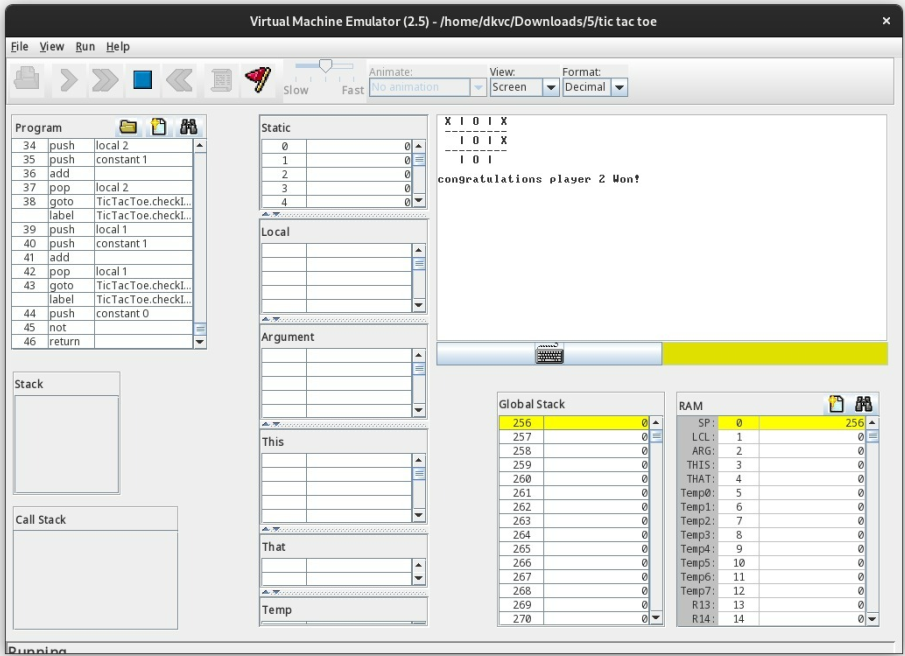 Virtual Machine Emulator (2.5) - /home/dkvc/Downloads/5/tic tac toe
File View Run Help
Slow Fast
Animate:
No animation
View:
Screen
Format:
Decimal
Program
34 push local 2
35 push constant 1
36 add
37 pop local 2
38 goto TicTacToe.checkI...
label TicTacToe.checkI...
39 push local 1
40 push constant 1
41 add
42 pop local 1
43 goto TicTacToe.checkI...
label TicTacToe.checkI...
44 push constant 0
45 not
46 return
Stack
Call Stack
Static
0 0
1 0
2 0
3 0
4 0
Local
Argument
This
That
Temp
X | O | X
---------
| O | X
---------
| O |
congratulations player 2 Won!
Global Stack
256 0
257 0
258 0
259 0
260 0
261 0
262 0
263 0
264 0
265 0
266 0
267 0
268 0
269 0
270 0
RAM
SP: 0 256
LCL: 1 0
ARG: 2 0
THIS: 3 0
THAT: 4 0
Temp0: 5 0
Temp1: 6 0
Temp2: 7 0
Temp3: 8 0
Temp4: 9 0
Temp5: 10 0
Temp6: 11 0
Temp7: 12 0
R13: 13 0
R14: 14 0
Running